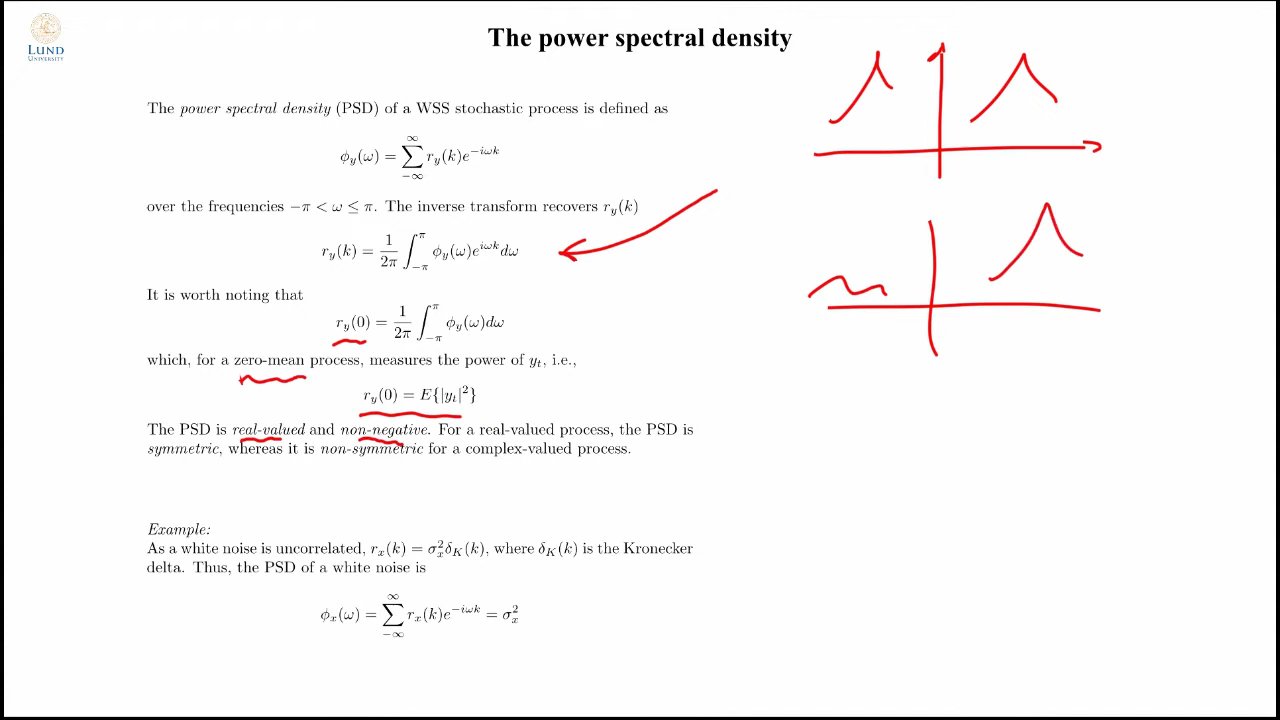 LUND
UNIVERSITY
The power spectral density
The power spectral density (PSD) of a WSS stochastic process is defined as
ϕ_y(ω) = ∑_{−∞}^{∞} r_y(k)e^{−iωk}
over the frequencies −π < ω ≤ π. The inverse transform recovers r_y(k)
r_y(k) = \frac{1}{2π} ∫_{−π}^{π} ϕ_y(ω)e^{iωk}dω
It is worth noting that
r_y(0) = \frac{1}{2π} ∫_{−π}^{π} ϕ_y(ω)dω
which, for a zero-mean process, measures the power of y_t, i.e.,
r_y(0) = E{|y_t|^2}
The PSD is real-valued and non-negative. For a real-valued process, the PSD is
symmetric, whereas it is non-symmetric for a complex-valued process.
Example:
As a white noise is uncorrelated, r_x(k) = σ_x^2 δ_K(k), where δ_K(k) is the Kronecker
delta. Thus, the PSD of a white noise is
ϕ_x(ω) = ∑_{−∞}^{∞} r_x(k)e^{−iωk} = σ_x^2